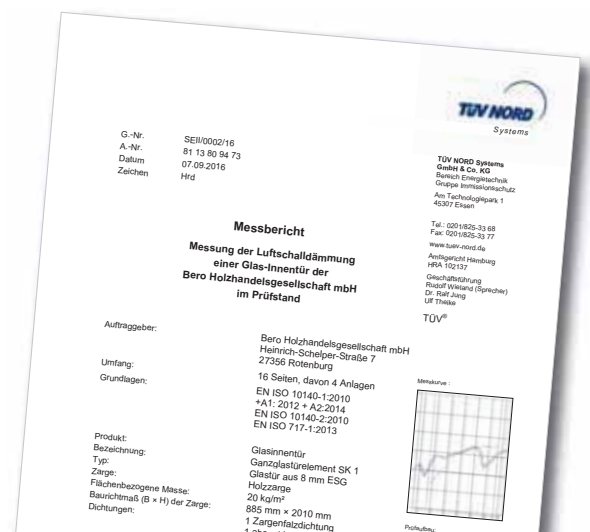 TÜV NORD
Systems
G.-Nr. SEII/0002/16
A.-Nr. 81 13 80 94 73
Datum 07.09.2016
Zeichen Hrd
TÜV NORD Systems
GmbH & Co. KG
Bereich Energietechnik
Gruppe Immissionsschutz
Am Technologiepark 1
45307 Essen
Tel.: 0201/825-33 68
Fax: 0201/825-33 77
www.tuev-nord.de
Amtsgericht Hamburg
HRA 102137
Geschäftsführung
Rudolf Wieland (Sprecher)
Dr. Ralf Jung
Ulf Theike
TÜV®
Messbericht
Messung der Luftschalldämmung
einer Glas-Innentür der
Bero Holzhandelsgesellschaft mbH
im Prüfstand
Auftraggeber: Bero Holzhandelsgesellschaft mbH
Heinrich-Schelper-Straße 7
27356 Rotenburg
Umfang: 16 Seiten, davon 4 Anlagen
Grundlagen: EN ISO 10140-1:2010
+A1: 2012 + A2:2014
EN ISO 10140-2:2010
EN ISO 717-1:2013
Messkurve :
Produkt: Glasinnentür
Bezeichnung: Ganzglastürelement SK 1
Typ: Glastür aus 8 mm ESG
Zarge: Holzzarge
Flächenbezogene Masse: 20 kg/m²
Baurichtmaß (B × H) der Zarge: 885 mm × 2010 mm
Dichtungen: 1 Zargenfalzdichtung
Prüfaufbau: